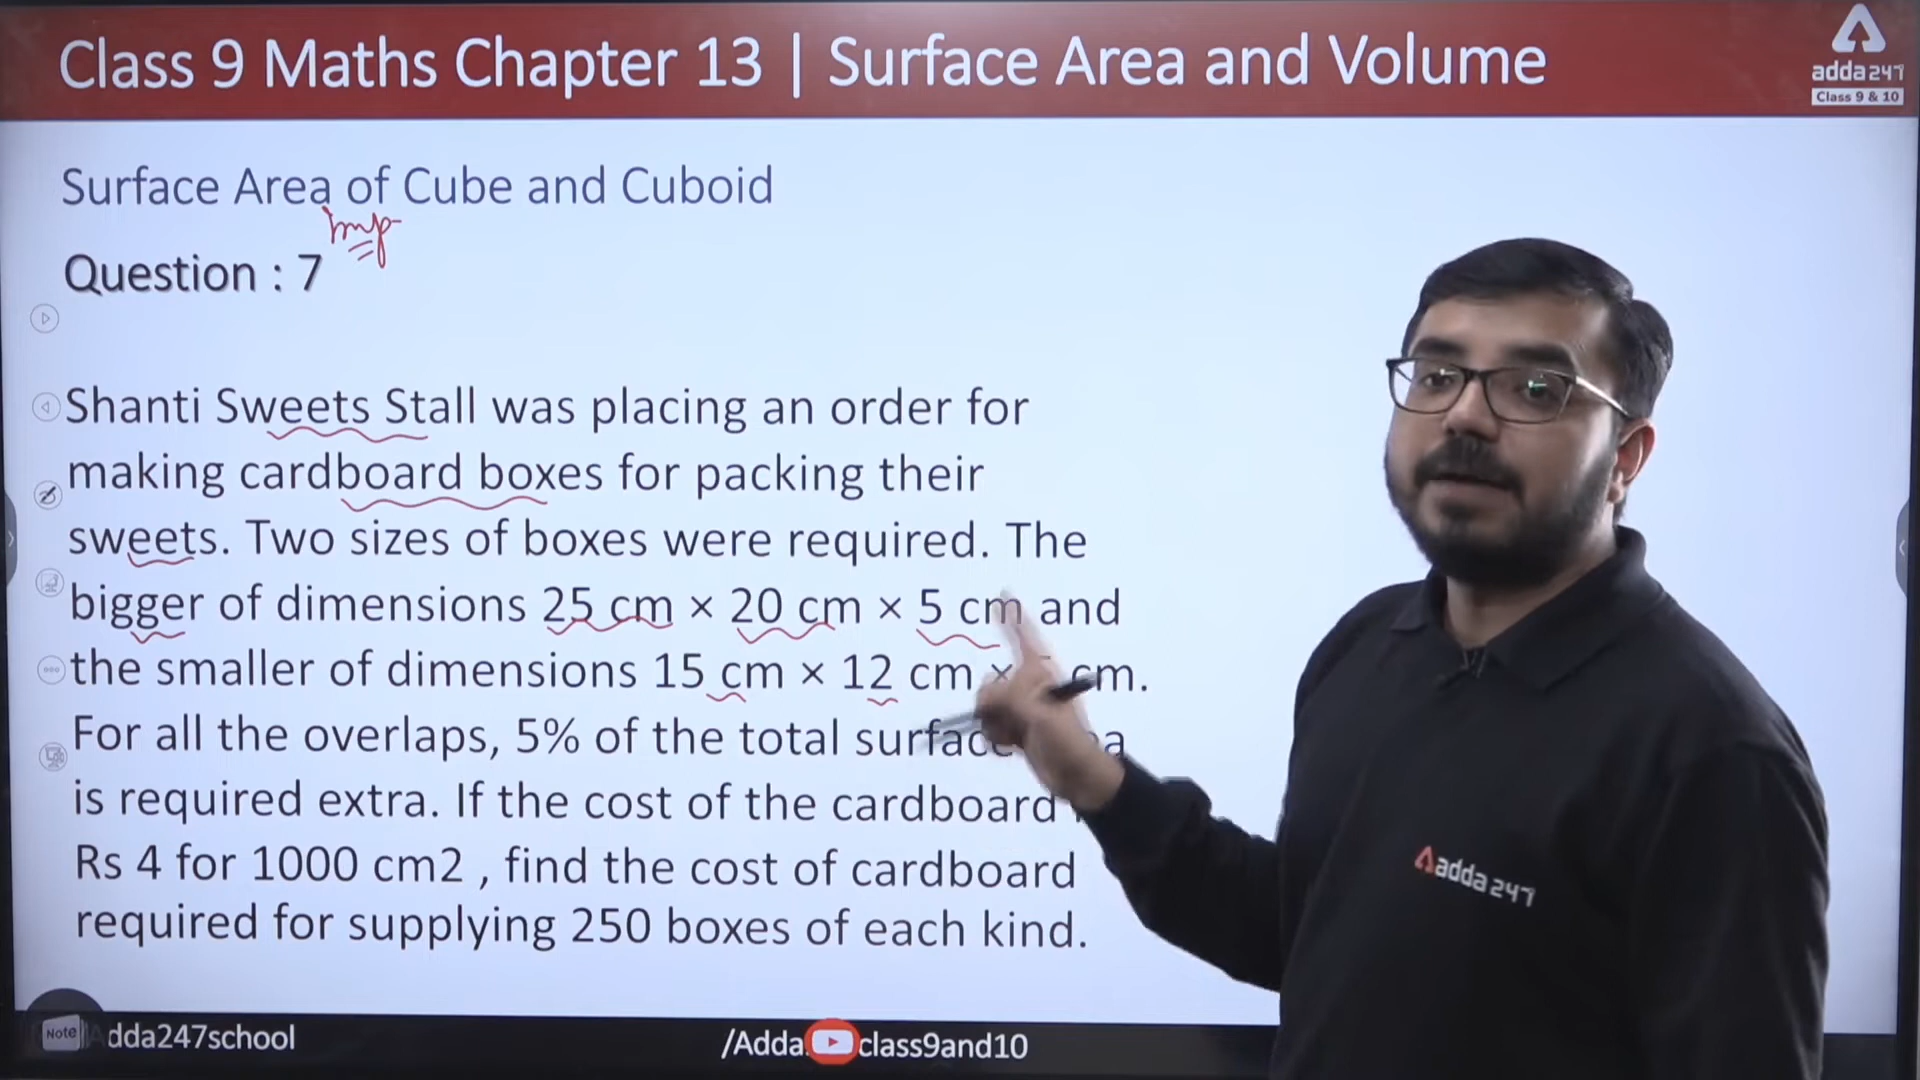 Class 9 Maths Chapter 13 | Surface Area and Volume
adda247
Class 9 & 10
Surface Area of Cube and Cuboid
Imp
Question : 7
Shanti Sweets Stall was placing an order for
making cardboard boxes for packing their
sweets. Two sizes of boxes were required. The
bigger of dimensions 25 cm × 20 cm × 5 cm and
the smaller of dimensions 15 cm × 12 cm × cm.
For all the overlaps, 5% of the total surface
is required extra. If the cost of the cardboard
Rs 4 for 1000 cm2 , find the cost of cardboard
required for supplying 250 boxes of each kind.
adda247
Note
dda247school
/Adda class9and10